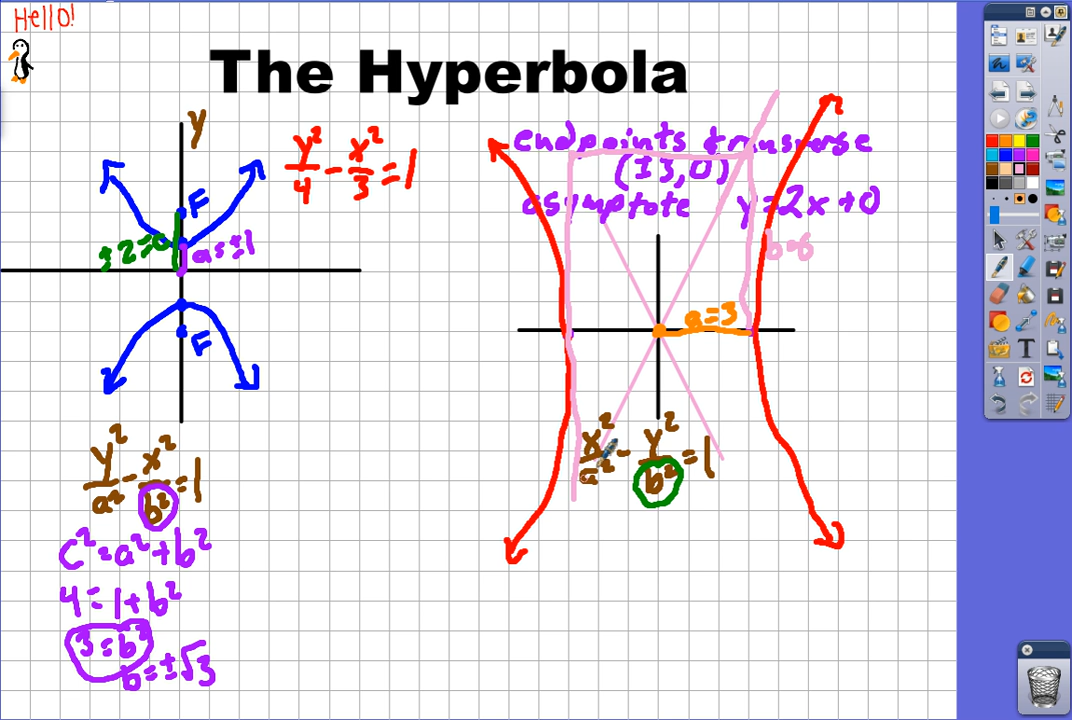 Hello!
The Hyperbola
y
F
±2=c
a=±1
F
y²/4 - x²/3 = 1
endpoints transverse
(±3,0)
asymptote y=2x+0
b=6
a=3
x²/a² - y²/b² = 1
y²/a² - x²/b² = 1
c²=a²+b²
4=1+b²
3=b²
b=±√3
T